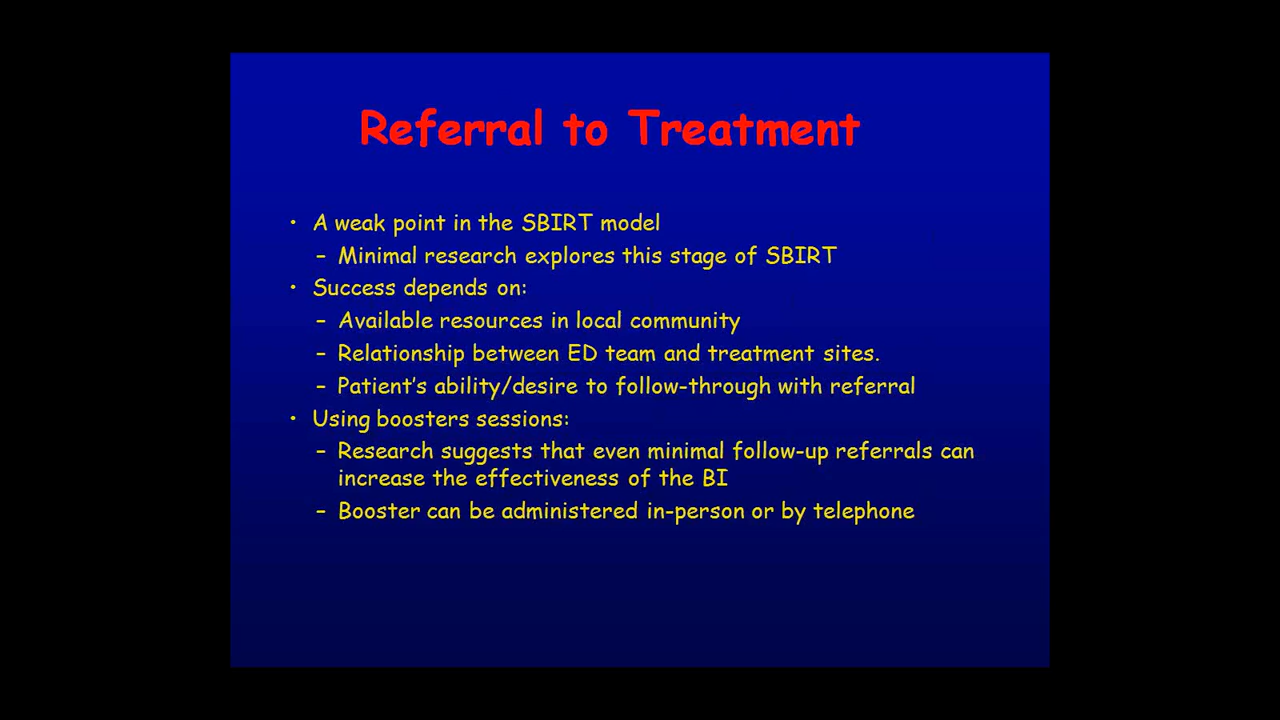 Referral to Treatment
• A weak point in the SBIRT model
– Minimal research explores this stage of SBIRT
• Success depends on:
– Available resources in local community
– Relationship between ED team and treatment sites.
– Patient's ability/desire to follow-through with referral
• Using boosters sessions:
– Research suggests that even minimal follow-up referrals can
increase the effectiveness of the BI
– Booster can be administered in-person or by telephone